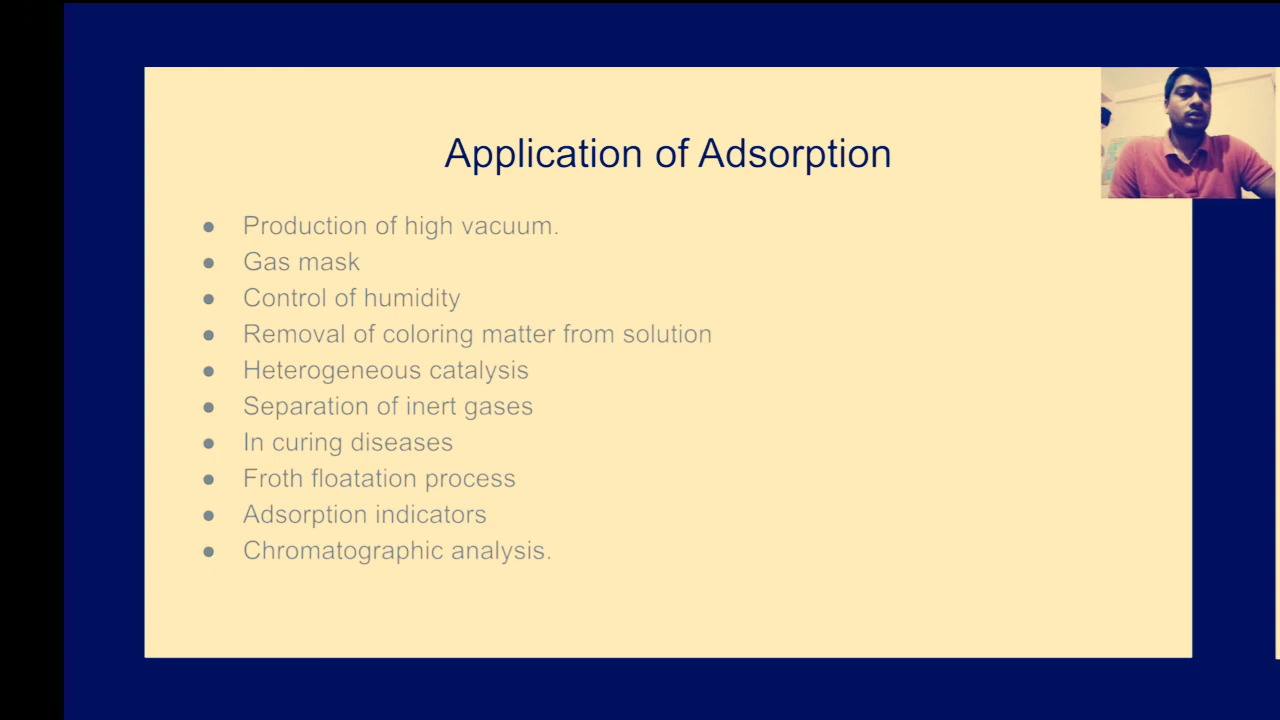 Application of Adsorption
● Production of high vacuum.
● Gas mask
● Control of humidity
● Removal of coloring matter from solution
● Heterogeneous catalysis
● Separation of inert gases
● In curing diseases
● Froth floatation process
● Adsorption indicators
● Chromatographic analysis.